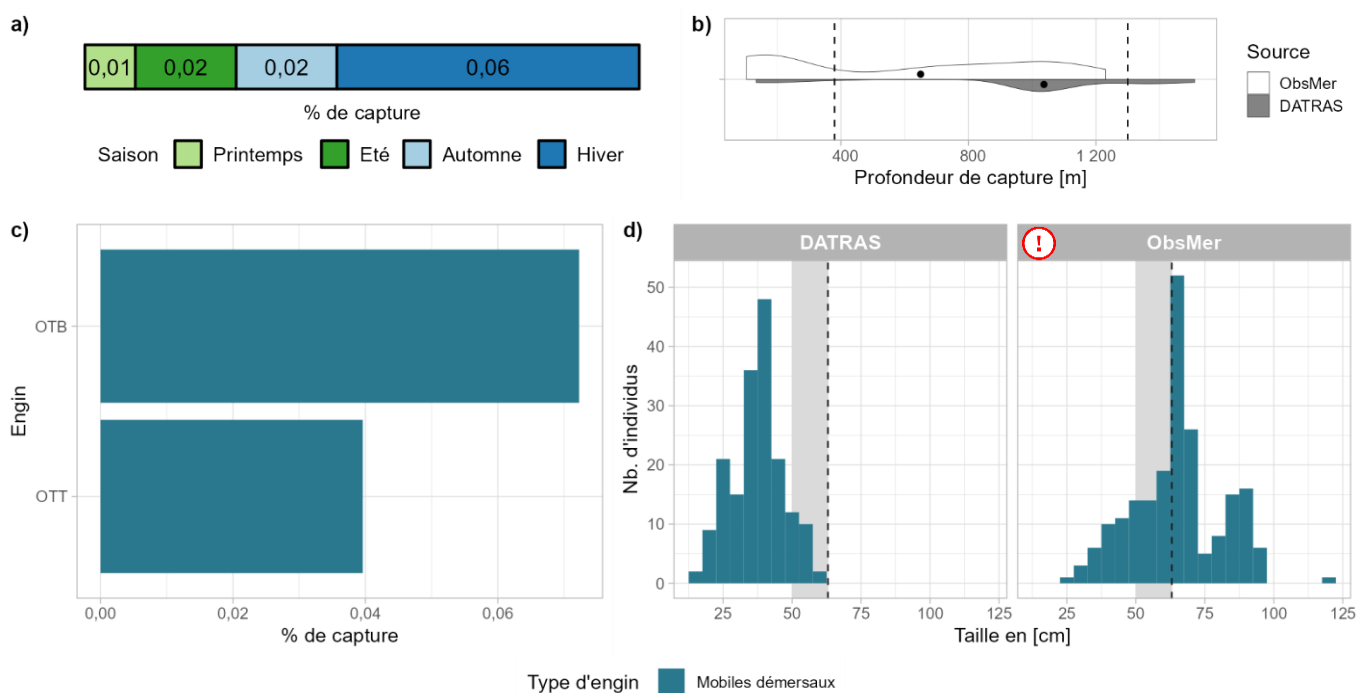 a)
0,01 0,02 0,02 0,06
% de capture
Saison Printemps Eté Automne Hiver
b)
400 800 1 200
Profondeur de capture [m]
Source
ObsMer
DATRAS
c)
Engin
OTB
OTT
0,00 0,02 0,04 0,06
% de capture
d)
DATRAS ! ObsMer
Nb. d'individus
50
40
30
20
10
0
25 50 75 100 125 25 50 75 100 125
Taille en [cm]
Type d'engin Mobiles démersaux